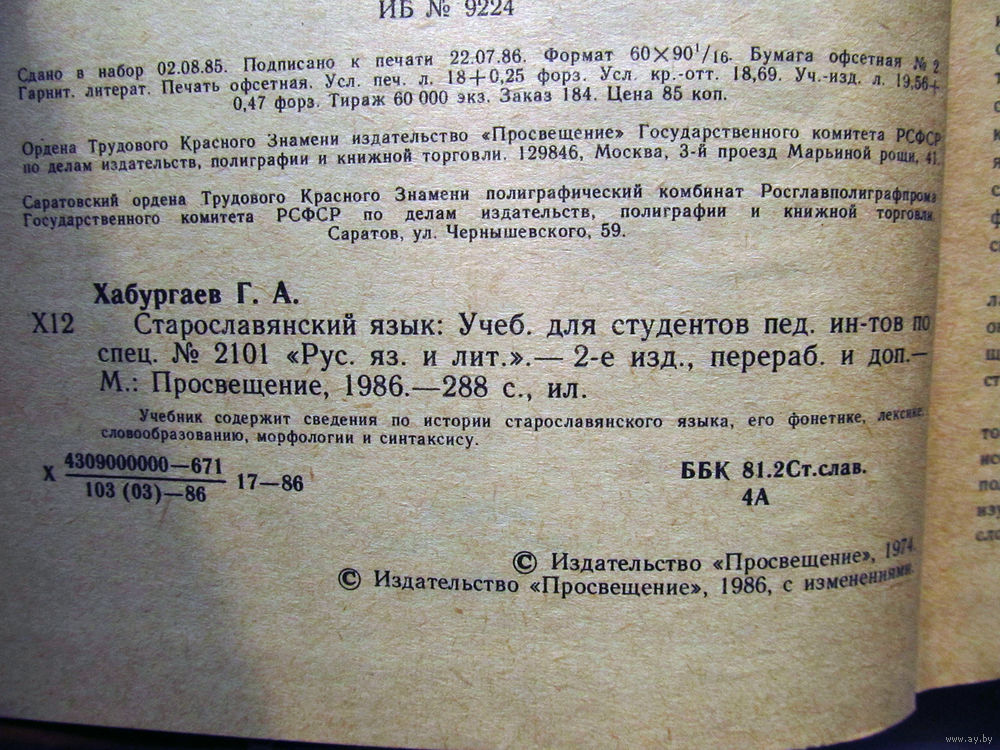 ИБ № 9224
Сдано в набор 02.08.85. Подписано к печати 22.07.86. Формат 60×90¹/16. Бумага офсетная № 2.
Гарнит. литерат. Печать офсетная. Усл. печ. л. 18+0,25 форз. Усл. кр.-отт. 18,69. Уч.-изд. л. 19,56+
0,47 форз. Тираж 60 000 экз. Заказ 184. Цена 85 коп.
Ордена Трудового Красного Знамени издательство «Просвещение» Государственного комитета РСФСР
по делам издательств, полиграфии и книжной торговли. 129846, Москва, 3-й проезд Марьиной рощи, 41.
Саратовский ордена Трудового Красного Знамени полиграфический комбинат Росглавполиграфпрома
Государственного комитета РСФСР по делам издательств, полиграфии и книжной торговли.
Саратов, ул. Чернышевского, 59.
Хабургаев Г. А.
Х12 Старославянский язык: Учеб. для студентов пед. ин-тов по
спец. № 2101 «Рус. яз. и лит.».— 2-е изд., перераб. и доп.—
М.: Просвещение, 1986.—288 с., ил.
Учебник содержит сведения по истории старославянского языка, его фонетике, лексике,
словообразованию, морфологии и синтаксису.
Х 4309000000—671
103 (03)—86 17—86
ББК 81.2Ст.слав.
4А
© Издательство «Просвещение», 1974.
© Издательство «Просвещение», 1986, с изменениями.
www.ay.by